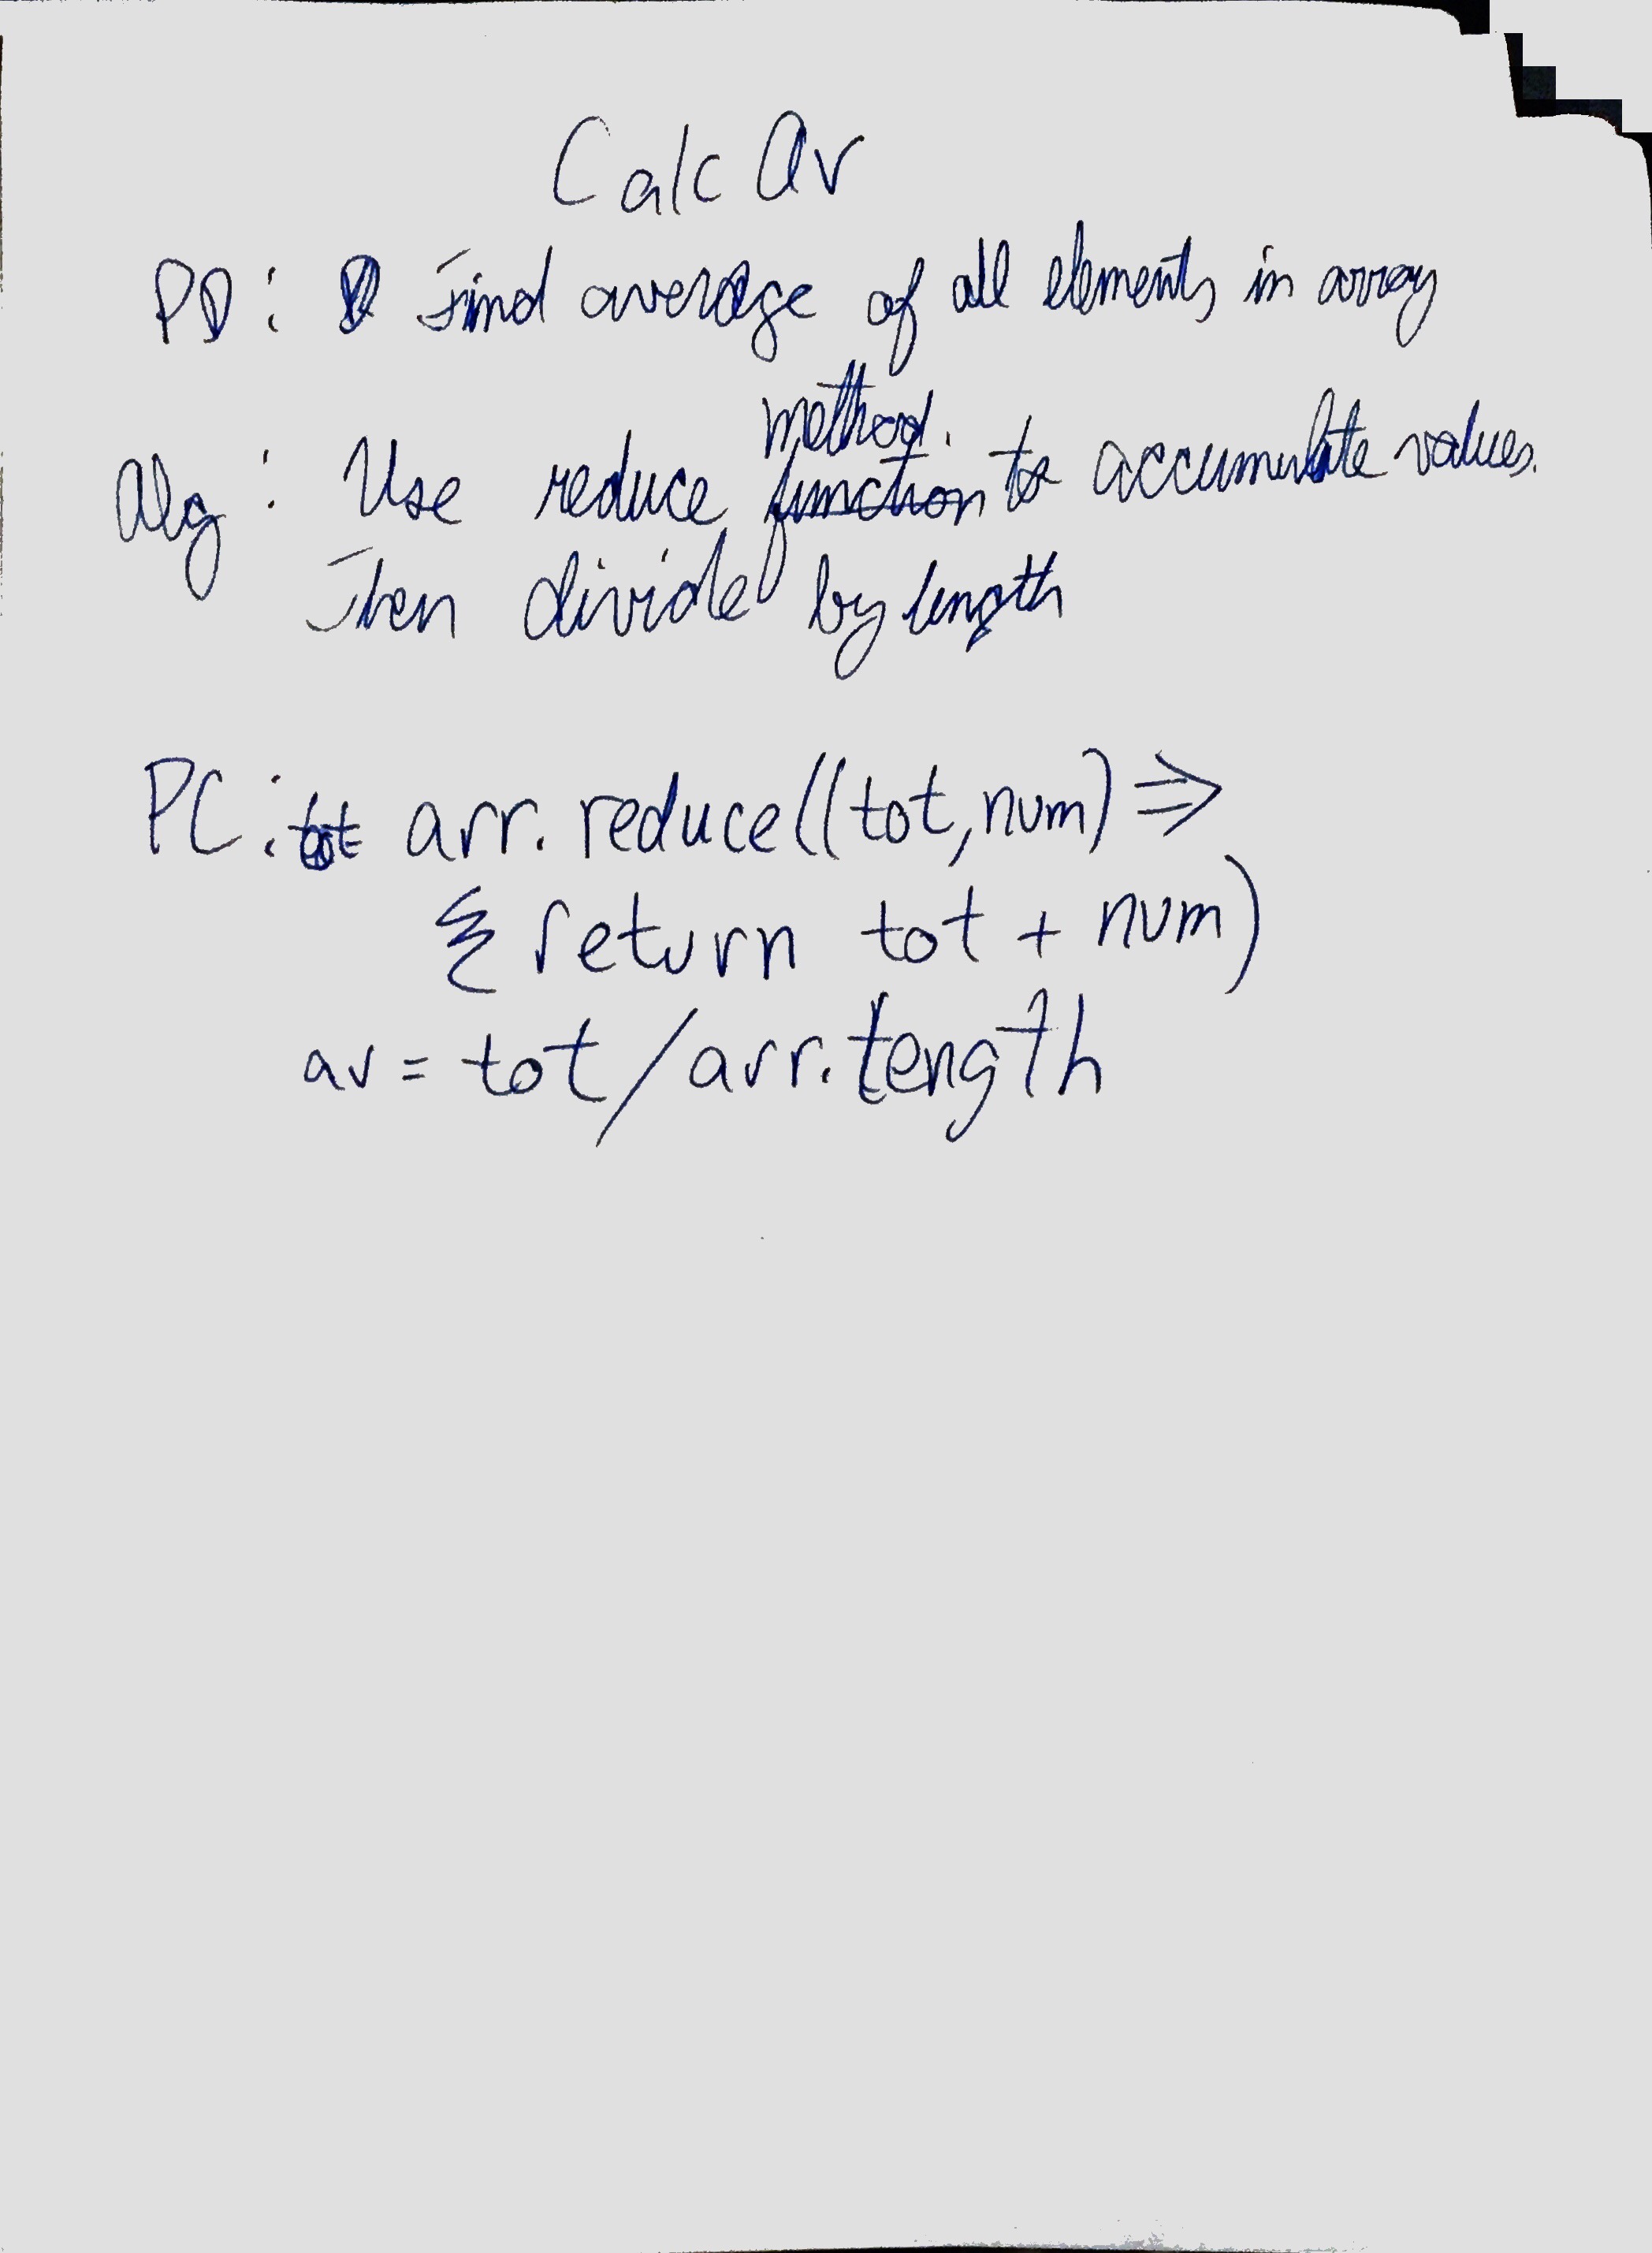 Calc Av
PD: Find average of all elements in array
method.
Alg: Use reduce function to accumulate values.
Then divide by length
PC: tot arr.reduce((tot,num) =>
{ return tot + num)
av = tot/arr.length